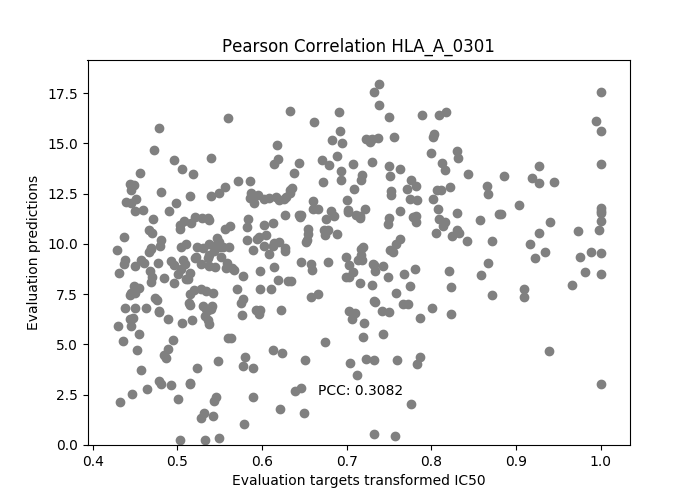 Pearson Correlation HLA_A_0301
17.5
15.0
12.5
10.0
7.5
5.0
2.5
0.0
Evaluation predictions
PCC: 0.3082
0.4 0.5 0.6 0.7 0.8 0.9 1.0
Evaluation targets transformed IC50